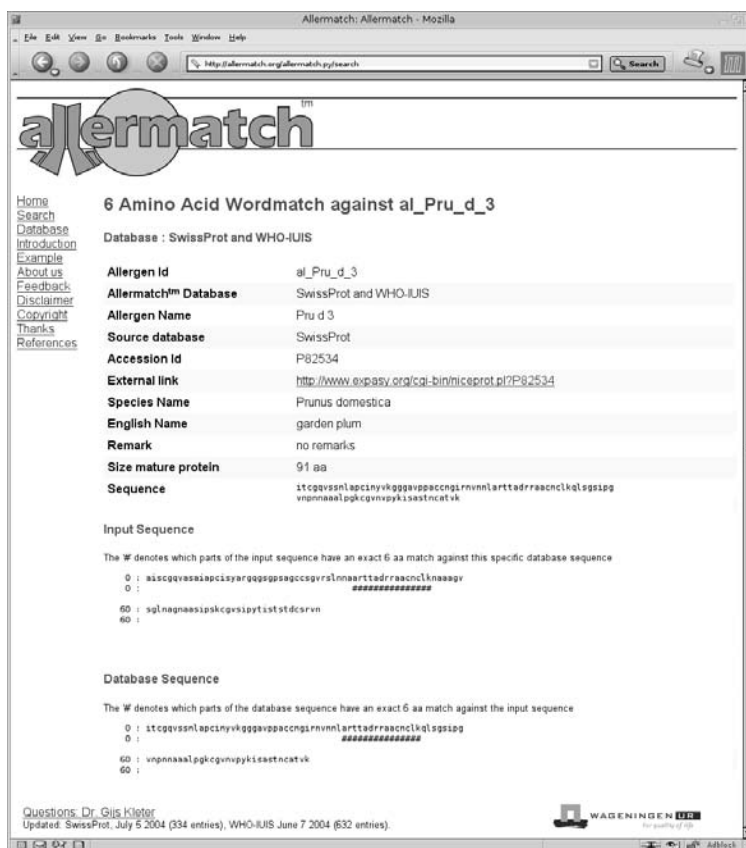 Allermatch: Allermatch - Mozilla
File Edit View Go Bookmarks Tools Window Help
http://allermatch.org/allermatch.py/search
Search
allermatch™
Home
Search
Database
Introduction
Example
About us
Feedback
Disclaimer
Copyright
Thanks
References
6 Amino Acid Wordmatch against al_Pru_d_3
Database : SwissProt and WHO-IUIS
Allergen Id al_Pru_d_3
Allermatch™ Database SwissProt and WHO-IUIS
Allergen Name Pru d 3
Source database SwissProt
Accession Id P82534
External link http://www.expasy.org/cgi-bin/niceprot.pl?P82534
Species Name Prunus domestica
English Name garden plum
Remark no remarks
Size mature protein 91 aa
Sequence itcgqvssnlapcinyvkgggavppaccngirnvnnlarttadrraacnclkqlsgsipg
vnpnnaaalpgkcgvnvpykisastncatvk
Input Sequence
The '#' denotes which parts of the input sequence have an exact 6 aa match against this specific database sequence
0 : aiscgqvasaiapcisyargqgsgpsagccsgvrslnnaarttadrraacnclknaaagv
0 : ###############
60 : sglnagnaasipskcgvsipytiststdcsrvn
60 :
Database Sequence
The '#' denotes which parts of the database sequence have an exact 6 aa match against the input sequence
0 : itcgqvssnlapcinyvkgggavppaccngirnvnnlarttadrraacnclkqlsgsipg
0 : ###############
60 : vnpnnaaalpgkcgvnvpykisastncatvk
60 :
Questions: Dr. Gijs Kleter
Updated: SwissProt, July 5 2004 (334 entries), WHO-IUIS June 7 2004 (632 entries).
WAGENINGEN UR
For quality of life
Adblock